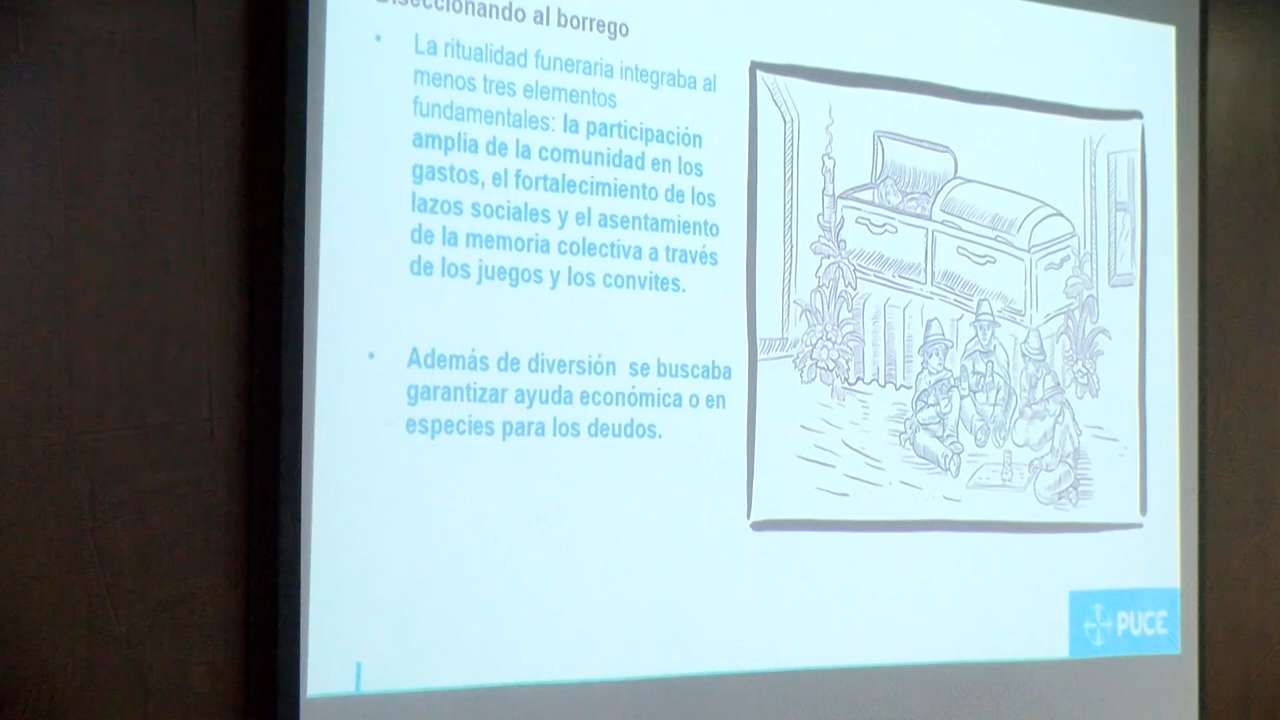 Diseccionando al borrego
• La ritualidad funeraria integraba al
menos tres elementos
fundamentales: la participación
amplia de la comunidad en los
gastos, el fortalecimiento de los
lazos sociales y el asentamiento
de la memoria colectiva a través
de los juegos y los convites.
• Además de diversión se buscaba
garantizar ayuda económica o en
especies para los deudos.
PUCE